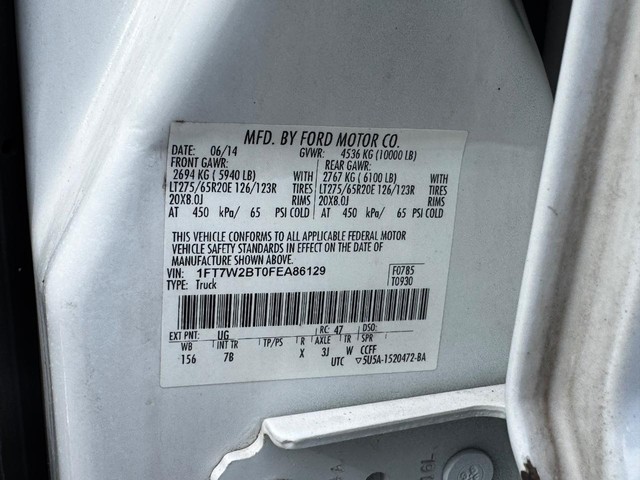 MFD. BY FORD MOTOR CO.
DATE: 06/14 GVWR: 4536 KG (10000 LB)
FRONT GAWR: REAR GAWR:
2694 KG ( 5940 LB) WITH 2767 KG ( 6100 LB) WITH
LT275/65R20E 126/123R TIRES LT275/65R20E 126/123R TIRES
20X8.0J RIMS 20X8.0J RIMS
AT 450 kPa/ 65 PSI COLD AT 450 kPa/ 65 PSI COLD
THIS VEHICLE CONFORMS TO ALL APPLICABLE FEDERAL MOTOR
VEHICLE SAFETY STANDARDS IN EFFECT ON THE DATE OF
MANUFACTURE SHOWN ABOVE.
VIN: 1FT7W2BT0FEA86129 F0785
TYPE: Truck T0930
EXT PNT: UG RC: 47 DSO:
WB INT TR TP/PS R AXLE TR SPR
156 7B X 3J W CCFF
UTC ▽5U5A-1520472-BA